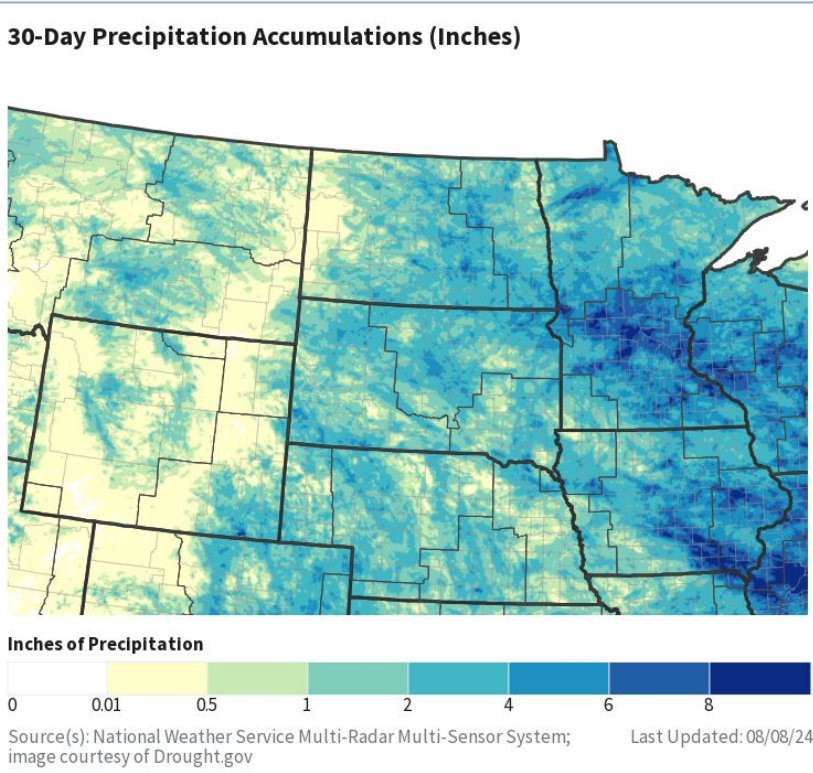 30-Day Precipitation Accumulations (Inches)
Inches of Precipitation
0 0.01 0.5 1 2 4 6 8
Source(s): National Weather Service Multi-Radar Multi-Sensor System; Last Updated: 08/08/24
image courtesy of Drought.gov